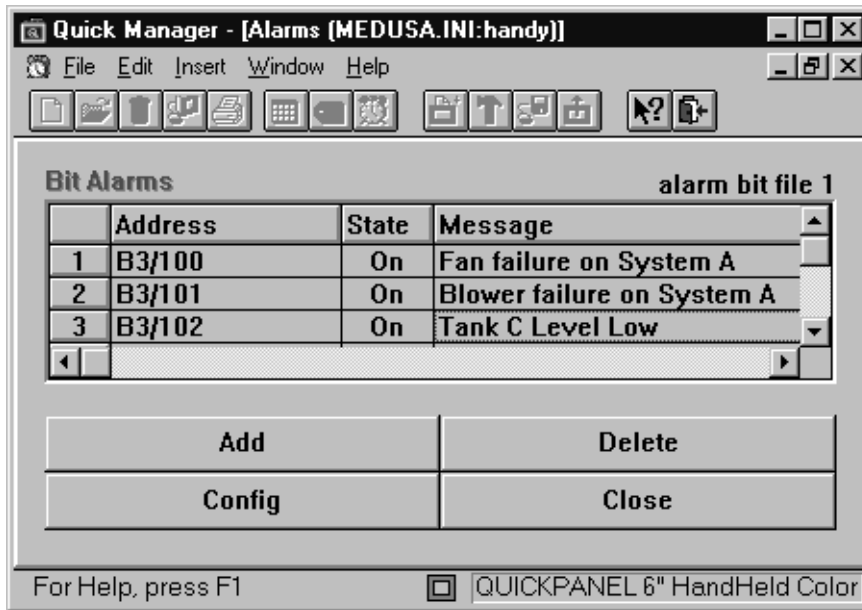 Quick Manager - [Alarms (MEDUSA.INI:handy)]
File Edit Insert Window Help
Bit Alarms alarm bit file 1
Address State Message
1 B3/100 On Fan failure on System A
2 B3/101 On Blower failure on System A
3 B3/102 On Tank C Level Low
Add Delete
Config Close
For Help, press F1 QUICKPANEL 6" HandHeld Color